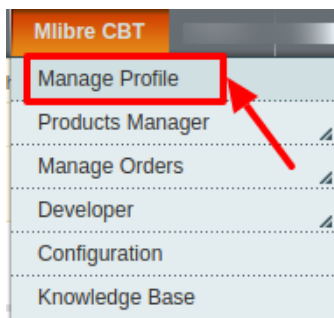 Mlibre CBT
Manage Profile
Products Manager
Manage Orders
Developer
Configuration
Knowledge Base